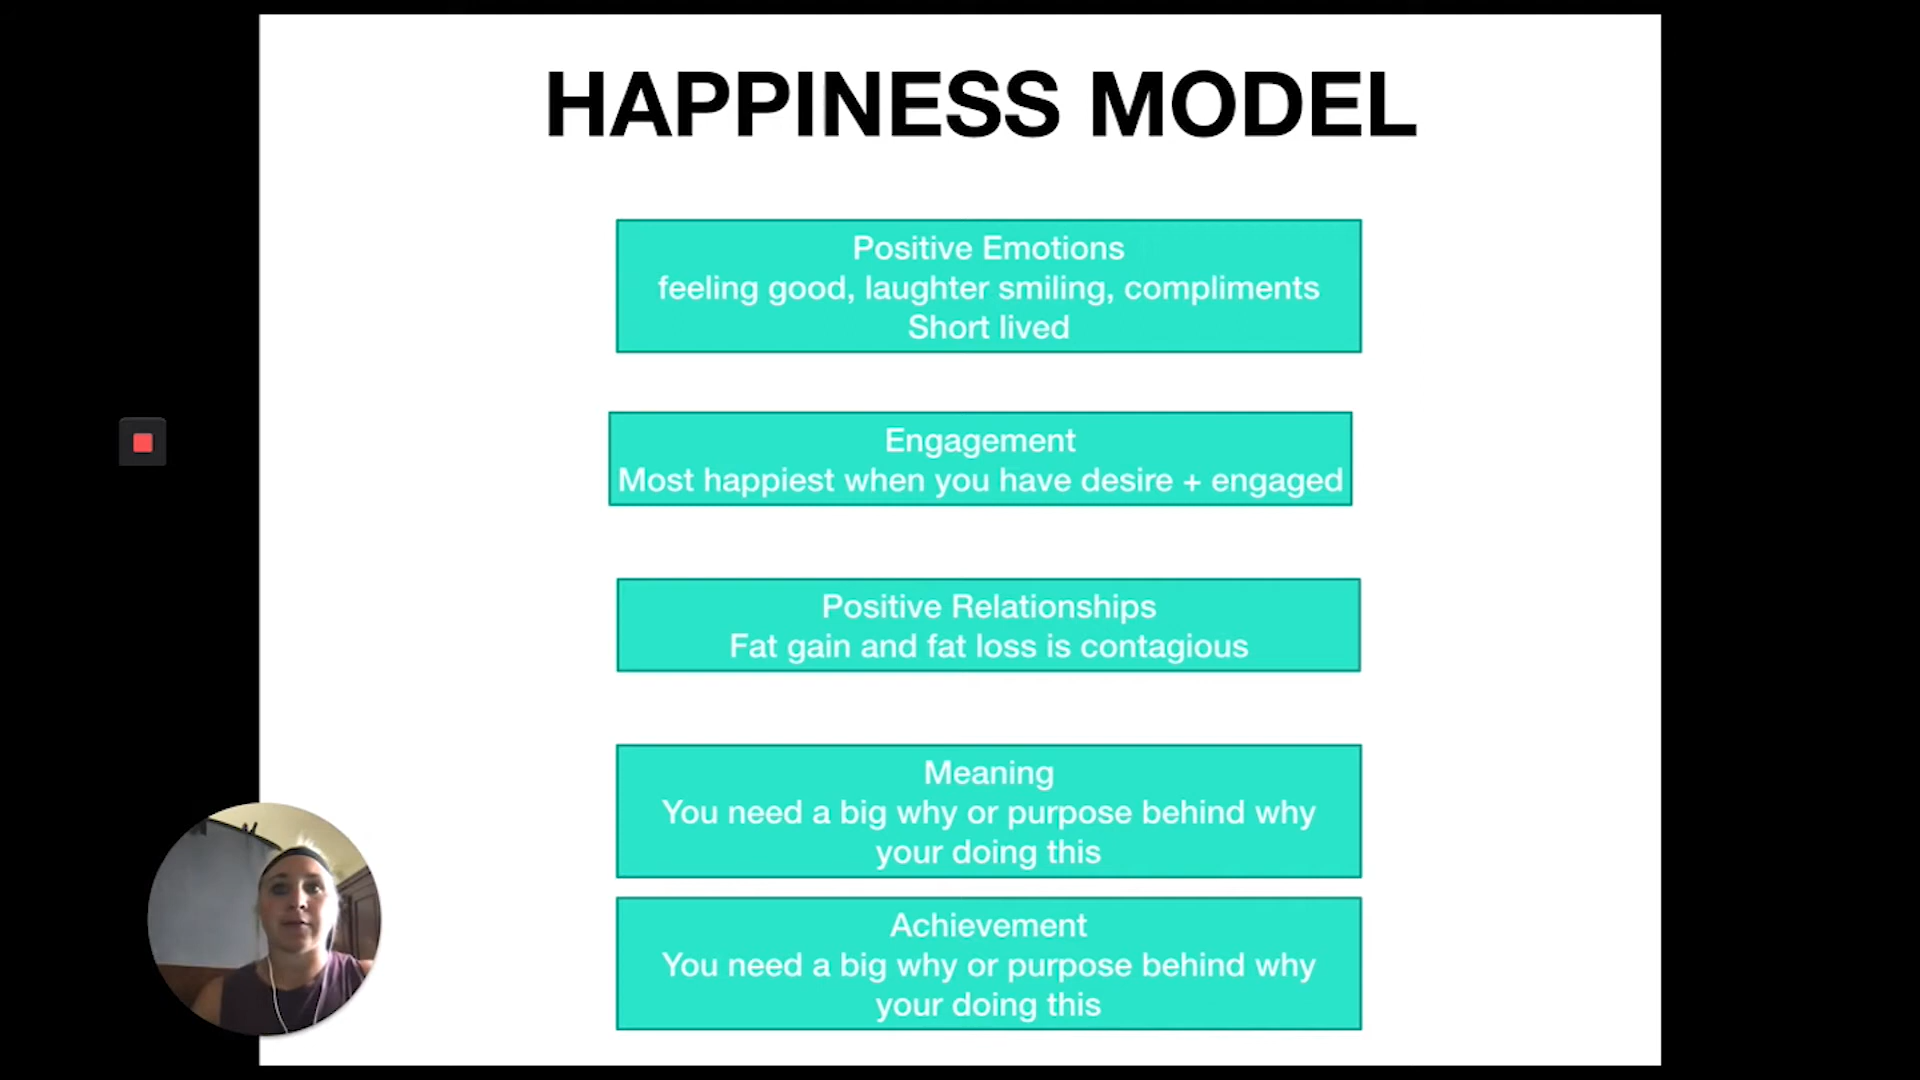 HAPPINESS MODEL
Positive Emotions
feeling good, laughter smiling, compliments
Short lived
Engagement
Most happiest when you have desire + engaged
Positive Relationships
Fat gain and fat loss is contagious
Meaning
You need a big why or purpose behind why
your doing this
Achievement
You need a big why or purpose behind why
your doing this